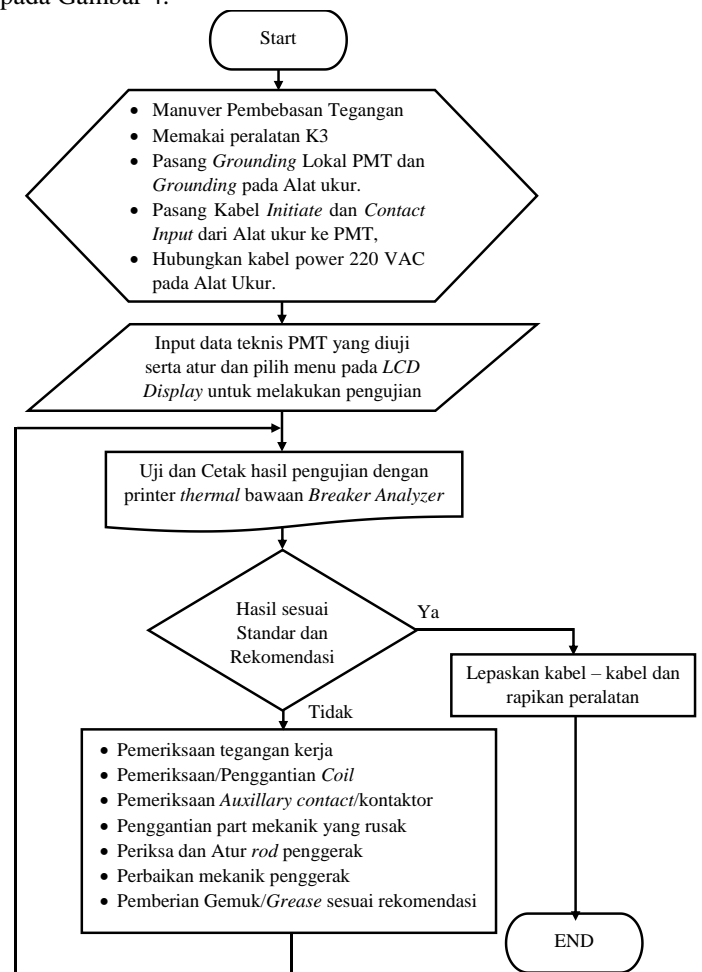 pada Gambar 4.
Start
• Manuver Pembebasan Tegangan
• Memakai peralatan K3
• Pasang Grounding Lokal PMT dan
Grounding pada Alat ukur.
• Pasang Kabel Initiate dan Contact
Input dari Alat ukur ke PMT,
• Hubungkan kabel power 220 VAC
pada Alat Ukur.
Input data teknis PMT yang diuji
serta atur dan pilih menu pada LCD
Display untuk melakukan pengujian
Uji dan Cetak hasil pengujian dengan
printer thermal bawaan Breaker Analyzer
Hasil sesuai
Standar dan
Rekomendasi
Ya
Lepaskan kabel – kabel dan
rapikan peralatan
Tidak
• Pemeriksaan tegangan kerja
• Pemeriksaan/Penggantian Coil
• Pemeriksaan Auxillary contact/kontaktor
• Penggantian part mekanik yang rusak
• Periksa dan Atur rod penggerak
• Perbaikan mekanik penggerak
• Pemberian Gemuk/Grease sesuai rekomendasi
END